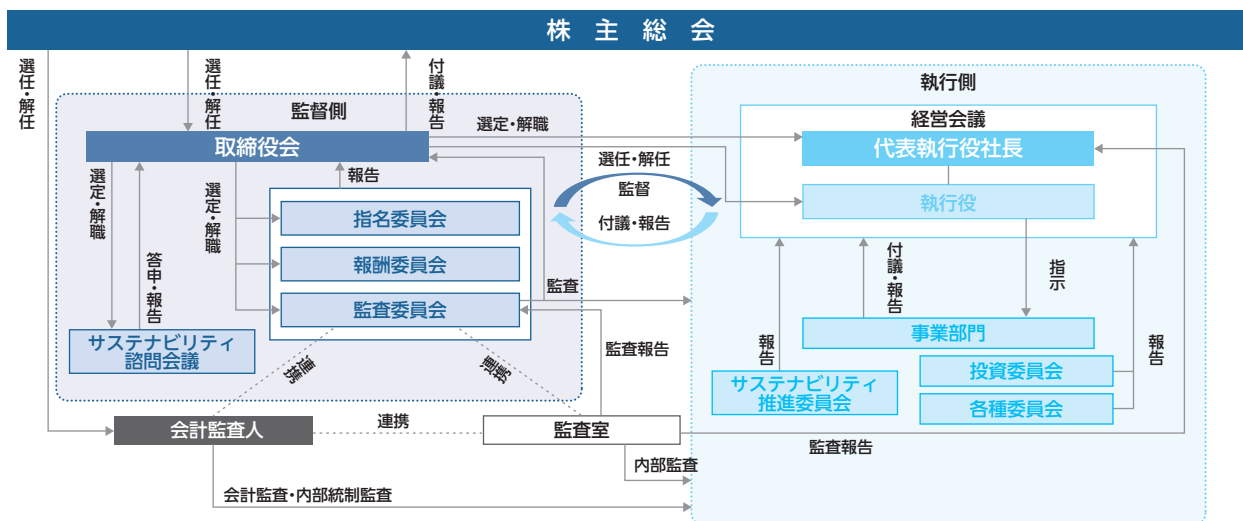 株主総会
選任・解任
選任・解任
付議・報告
監督側
取締役会
選定・解職
答申・報告
選定・解職
報告
指名委員会
報酬委員会
監査委員会
サステナビリティ
諮問会議
選定・解職
選任・解任
監督
付議・報告
監査
監査報告
連携
連携
会計監査人
連携
監査室
内部監査
会計監査・内部統制監査
監査報告
執行側
経営会議
代表執行役社長
執行役
付議・報告
指示
報告
事業部門
サステナビリティ
推進委員会
投資委員会
各種委員会
報告